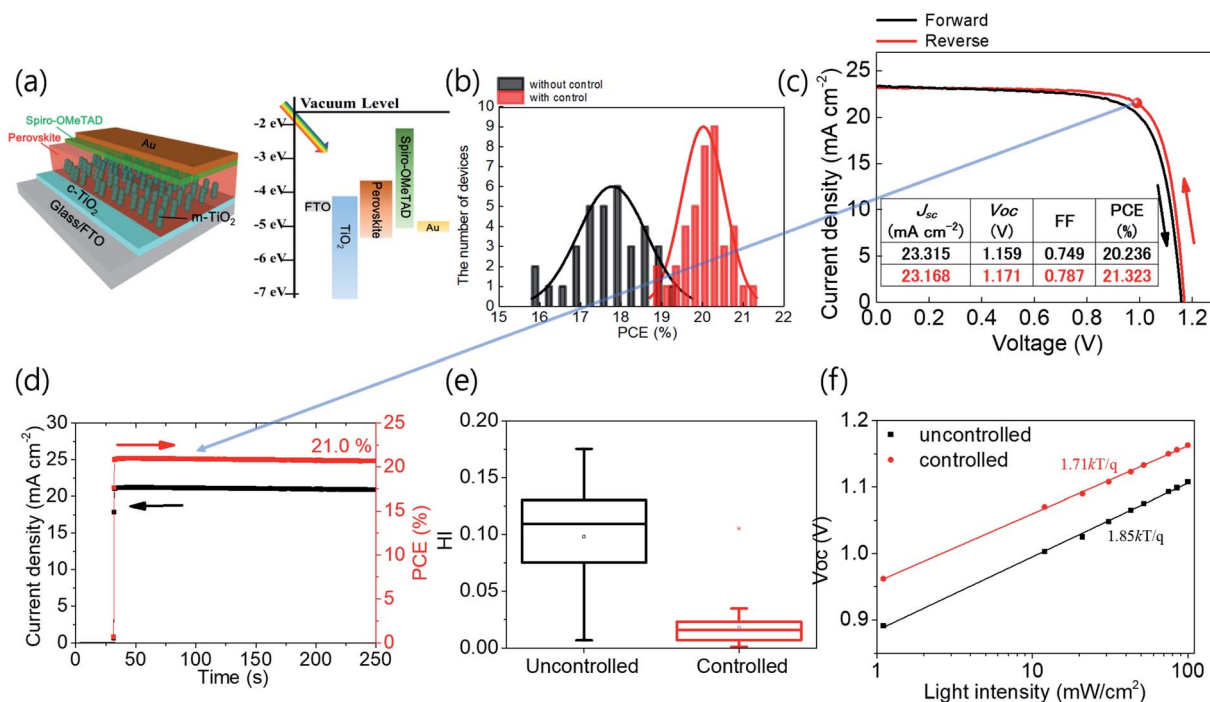 (a)
Spiro-OMeTAD
Perovskite
Au
c-TiO2
m-TiO2
Glass/FTO
Vacuum Level
-2 eV
-3 eV
-4 eV
-5 eV
-6 eV
-7 eV
FTO
TiO2
Perovskite
Spiro-OMeTAD
Au
(b)
without control
with control
The number of devices
10
9
8
7
6
5
4
3
2
1
0
15 16 17 18 19 20 21 22
PCE (%)
(c)
Forward
Reverse
Current density (mA cm-2)
25
20
15
10
5
0
Jsc (mA cm-2) Voc (V) FF PCE (%)
23.315 1.159 0.749 20.236
23.168 1.171 0.787 21.323
0.0 0.2 0.4 0.6 0.8 1.0 1.2
Voltage (V)
(d)
Current density (mA cm-2)
30
25
20
15
10
5
0
21.0 %
25
20
15
10
5
0
PCE (%)
0 50 100 150 200 250
Time (s)
(e)
HI
0.20
0.15
0.10
0.05
0.00
Uncontrolled Controlled
(f)
uncontrolled
controlled
Voc (V)
1.2
1.1
1.0
0.9
1.71kT/q
1.85kT/q
1 10 100
Light intensity (mW/cm2)